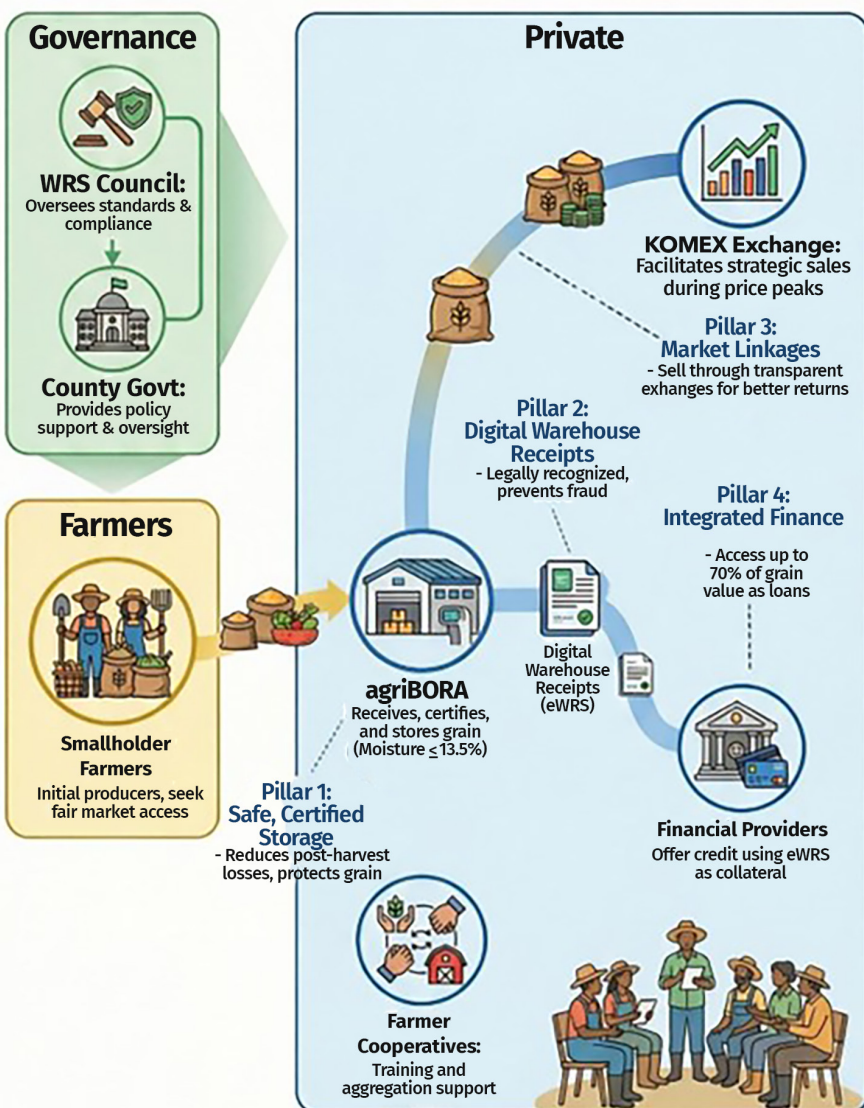 Governance
WRS Council:
Oversees standards &
compliance
County Govt:
Provides policy
support & oversight
Farmers
Smallholder
Farmers
Initial producers, seek
fair market access
Private
KOMEX Exchange:
Facilitates strategic sales
during price peaks
Pillar 3:
Market Linkages
- Sell through transparent
exhanges for better returns
Pillar 2:
Digital Warehouse
Receipts
- Legally recognized,
prevents fraud
Pillar 4:
Integrated Finance
- Access up to
70% of grain
value as loans
agriBORA
Receives, certifies,
and stores grain
(Moisture ≤13.5%)
Digital
Warehouse
Receipts
(eWRS)
Pillar 1:
Safe, Certified
Storage
- Reduces post-harvest
losses, protects grain
Financial Providers
Offer credit using eWRS
as collateral
Farmer
Cooperatives:
Training and
aggregation support